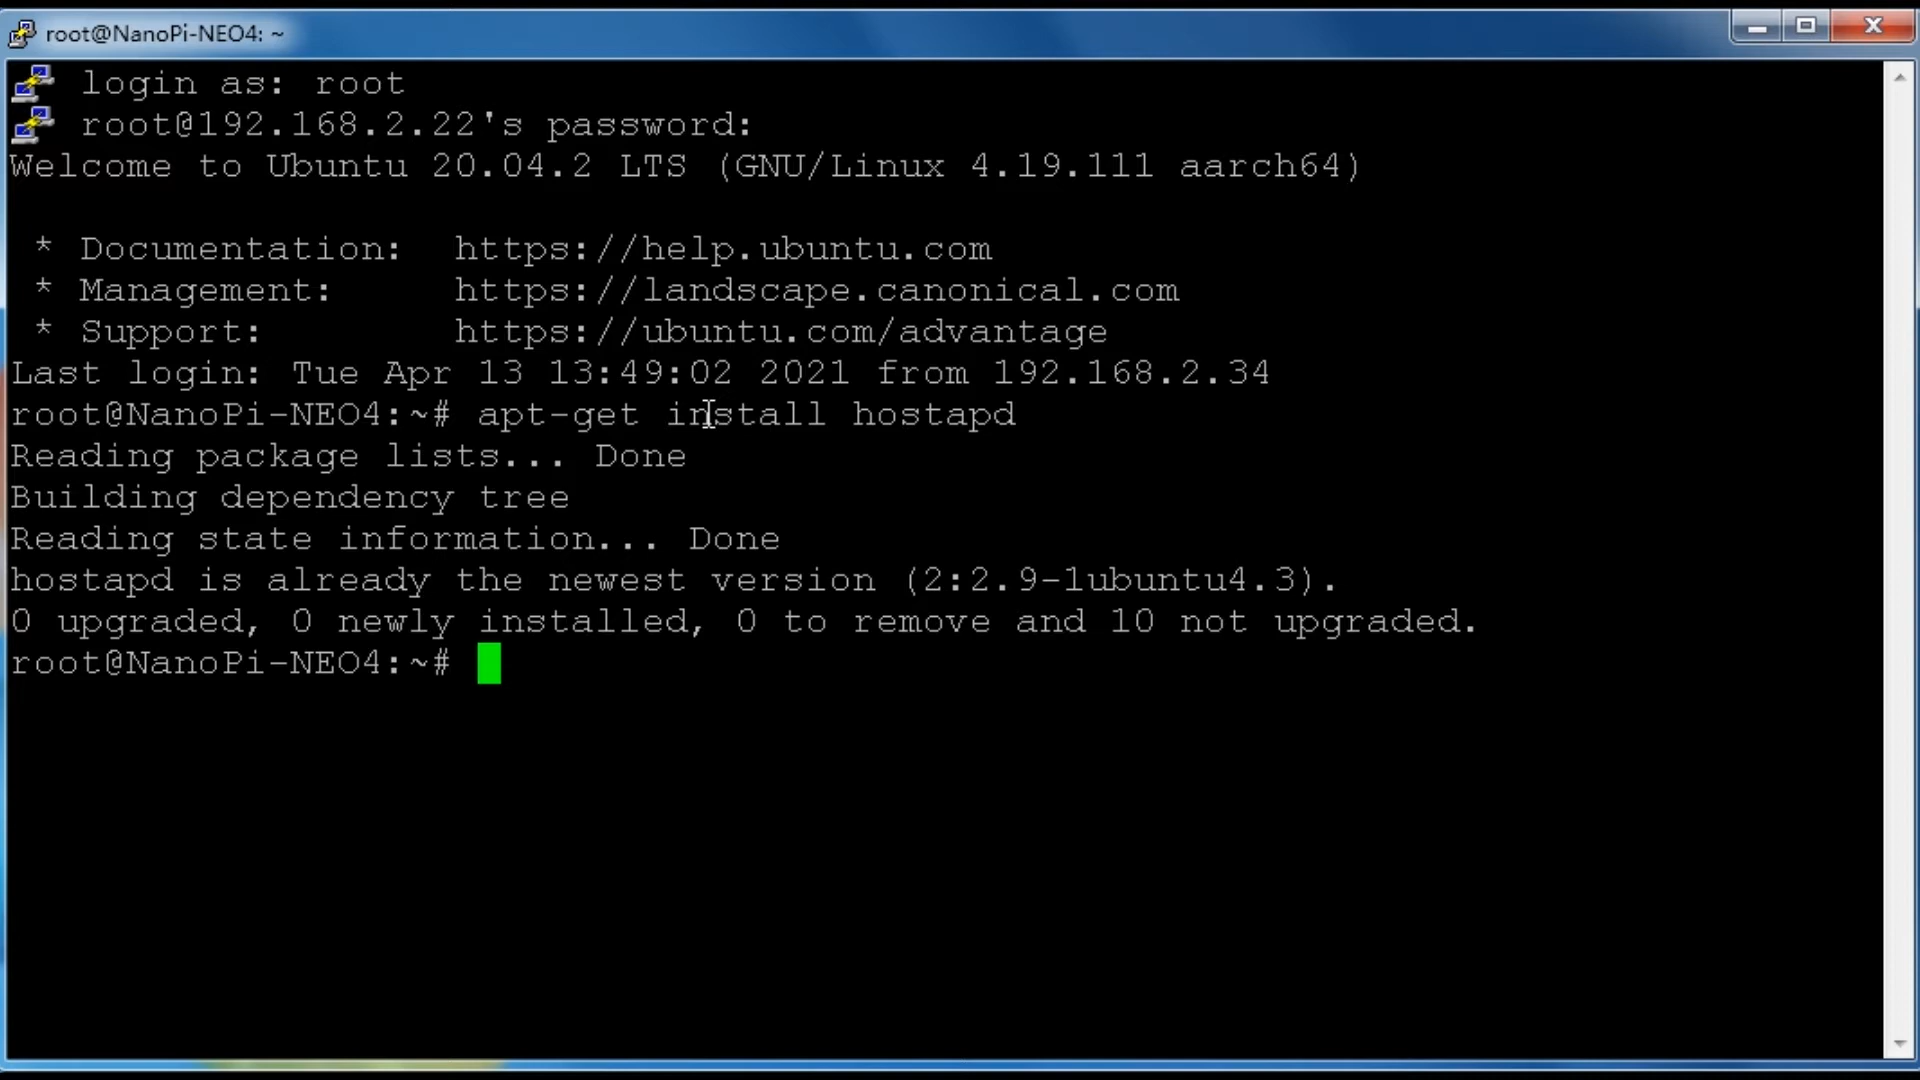 root@NanoPi-NEO4: ~
login as: root
root@192.168.2.22's password:
Welcome to Ubuntu 20.04.2 LTS (GNU/Linux 4.19.111 aarch64)
* Documentation:  https://help.ubuntu.com
* Management:     https://landscape.canonical.com
* Support:        https://ubuntu.com/advantage
Last login: Tue Apr 13 13:49:02 2021 from 192.168.2.34
root@NanoPi-NEO4:~# apt-get install hostapd
Reading package lists... Done
Building dependency tree
Reading state information... Done
hostapd is already the newest version (2:2.9-1ubuntu4.3).
0 upgraded, 0 newly installed, 0 to remove and 10 not upgraded.
root@NanoPi-NEO4:~#